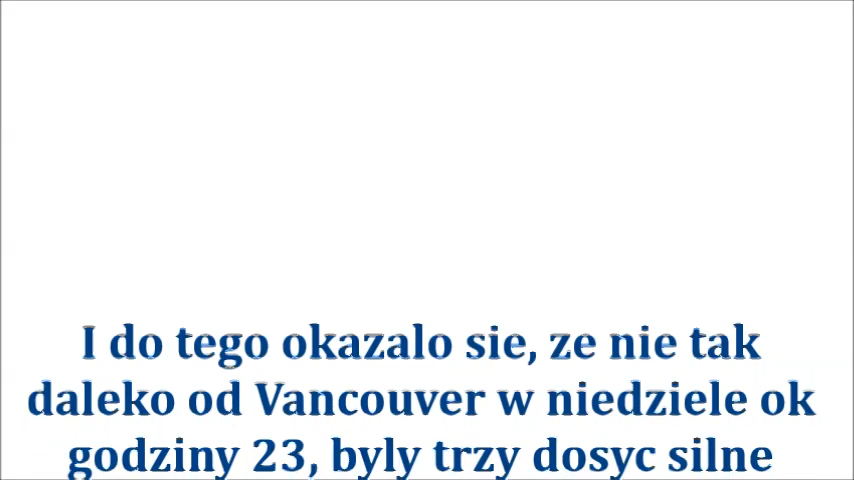 I do tego okazalo sie, ze nie tak
daleko od Vancouver w niedziele ok
godziny 23, byly trzy dosyc silne